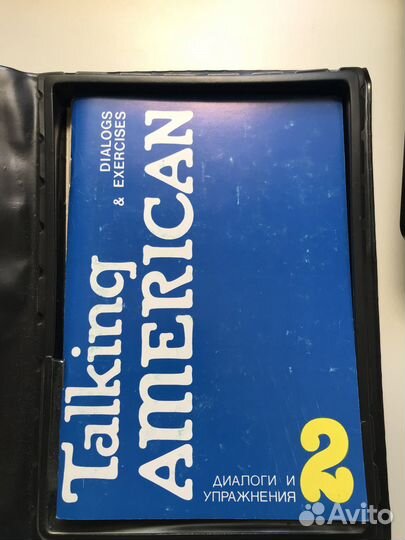 Talking
AMERICAN
DIALOGS
& EXERCISES
2
ДИАЛОГИ И
УПРАЖНЕНИЯ
Avito